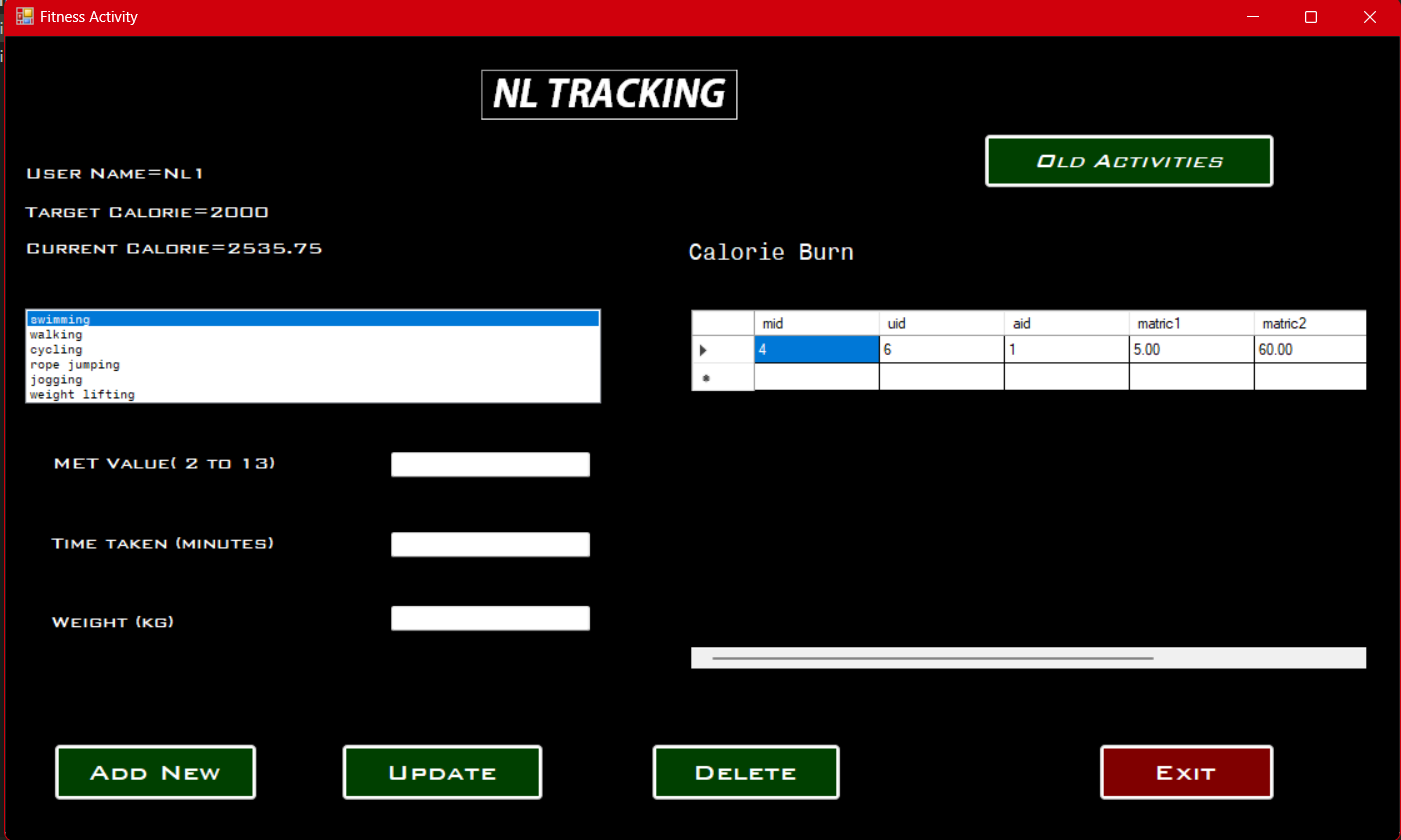 Fitness Activity
NL TRACKING
Old Activities
User Name=Nl1
Target Calorie=2000
Current Calorie=2535.75
Calorie Burn
swimming
walking
cycling
rope jumping
jogging
weight lifting
mid uid aid matric1 matric2
4 6 1 5.00 60.00
MET Value( 2 to 13)
Time taken (minutes)
Weight (kg)
Add New
Update
Delete
Exit